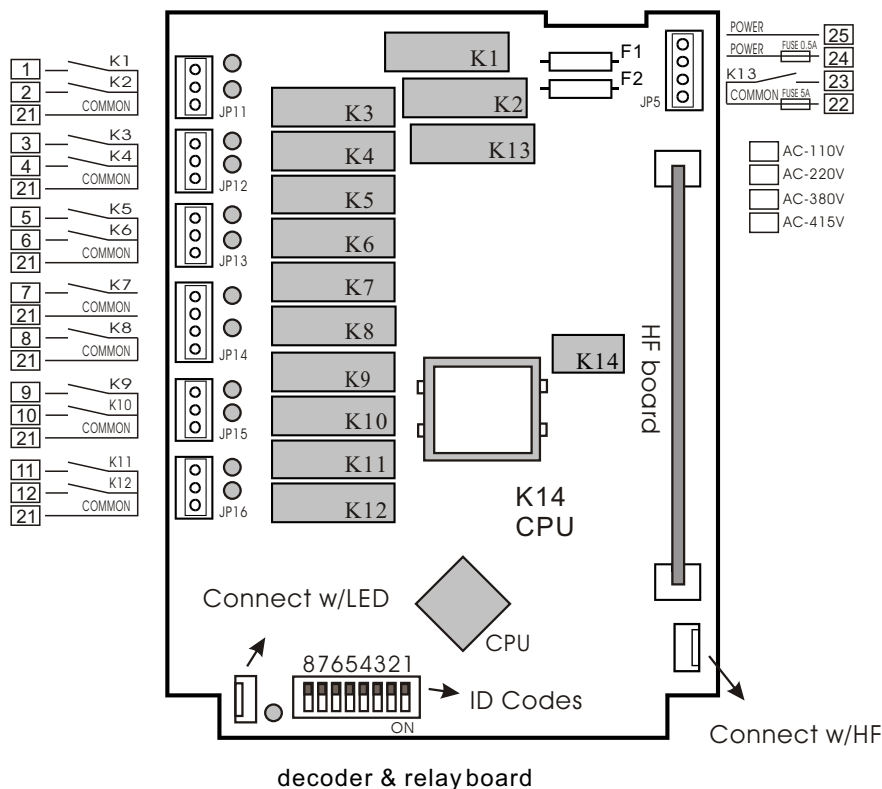 1 K1
2 K2
21 COMMON
JP11
3 K3
4 K4
21 COMMON
JP12
5 K5
6 K6
21 COMMON
JP13
7 K7
21 COMMON
8 K8
21
JP14
9 K9
10 K10
21 COMMON
JP15
11 K11
12 K12
21 COMMON
JP16
K1
K2
K13
K3
K4
K5
K6
K7
K8
K9
K10
K11
K12
F1
F2
JP5
POWER 25
POWER FUSE 0.5A 24
K13 23
COMMON FUSE 5A 22
AC-110V
AC-220V
AC-380V
AC-415V
HF board
K14
K14
CPU
CPU
Connect w/LED
87654321
ON
ID Codes
Connect w/HF
decoder & relay board